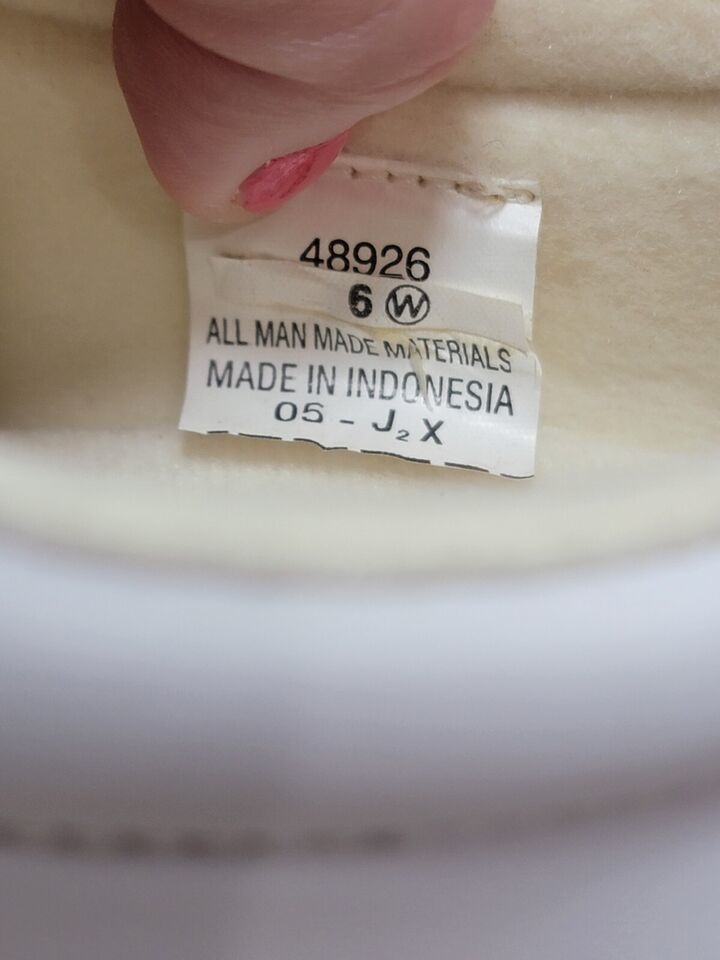 48926
6 Ⓦ
ALL MAN MADE MATERIALS
MADE IN INDONESIA
05 - J₂ X